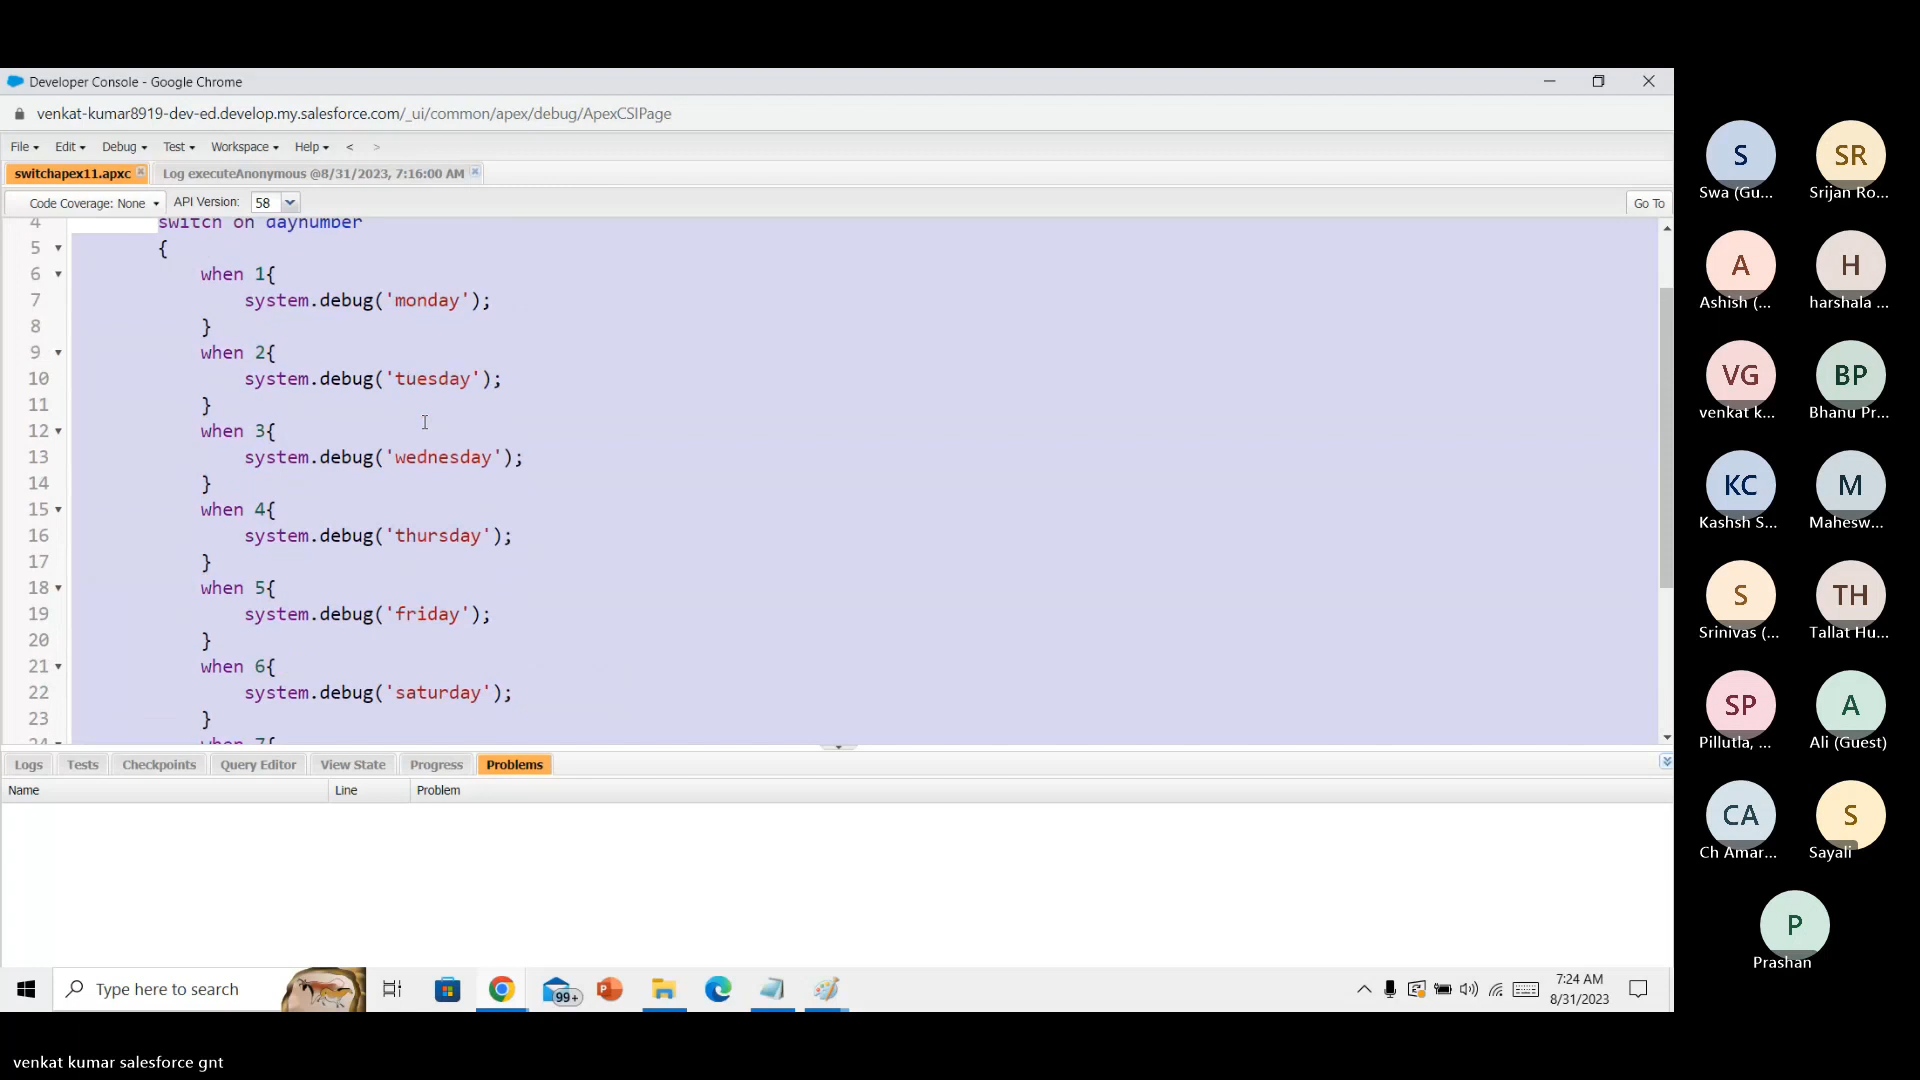 Developer Console - Google Chrome
venkat-kumar8919-dev-ed.develop.my.salesforce.com/_ui/common/apex/debug/ApexCSIPage
File Edit Debug Test Workspace Help < >
switchapex11.apxc Log executeAnonymous @8/31/2023, 7:16:00 AM
Code Coverage: None API Version: 58 Go To
4 switch on daynumber
5 {
6 when 1{
7 system.debug('monday');
8 }
9 when 2{
10 system.debug('tuesday');
11 }
12 when 3{
13 system.debug('wednesday');
14 }
15 when 4{
16 system.debug('thursday');
17 }
18 when 5{
19 system.debug('friday');
20 }
21 when 6{
22 system.debug('saturday');
23 }
24 when 7{
Logs Tests Checkpoints Query Editor View State Progress Problems
Name Line Problem
Type here to search
99+
7:24 AM
8/31/2023
S SR
Swa (Gu... Srijan Ro...
A H
Ashish (... harshala ...
VG BP
venkat k... Bhanu Pr...
KC M
Kashsh S... Mahesw...
S TH
Srinivas (... Tallat Hu...
SP A
Pillutla, ... Ali (Guest)
CA S
Ch Amar... Sayali
P
Prashan
venkat kumar salesforce gnt